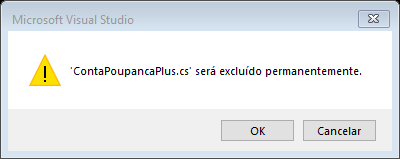 Microsoft Visual Studio
'ContaPoupancaPlus.cs' será excluído permanentemente.
OK
Cancelar